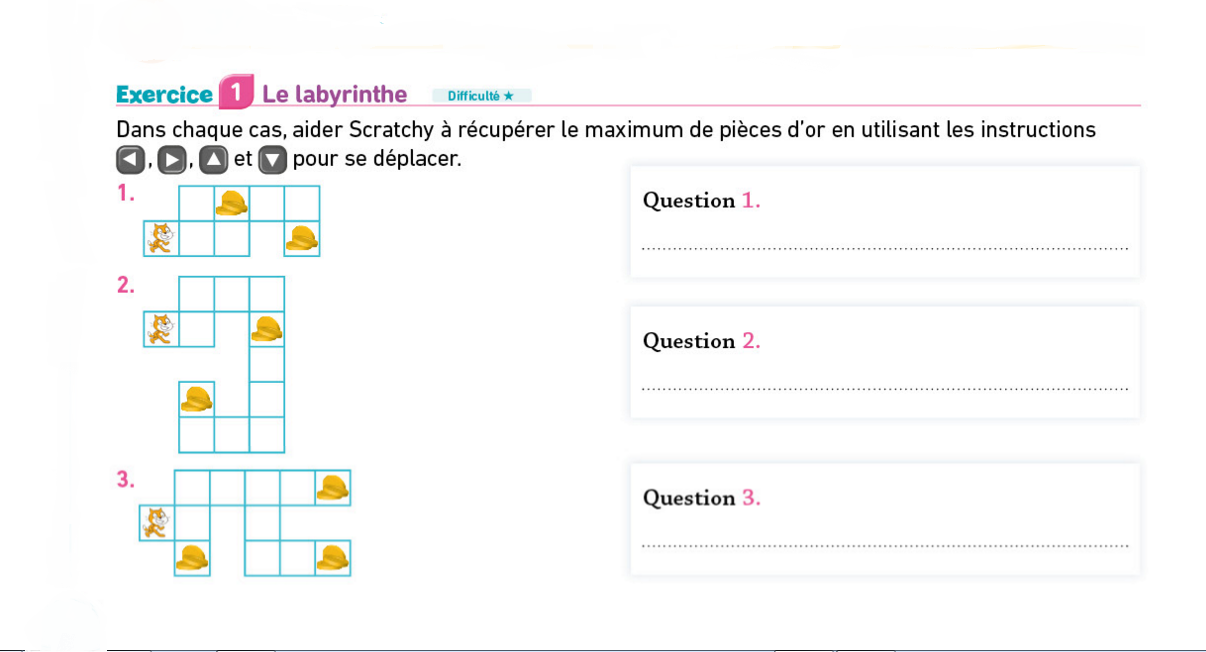 Exercice 1 Le labyrinthe Difficulté ★
Dans chaque cas, aider Scratchy à récupérer le maximum de pièces d’or en utilisant les instructions
◀, ▶, ▲ et ▼ pour se déplacer.
1.
2.
3.
Question 1.
Question 2.
Question 3.